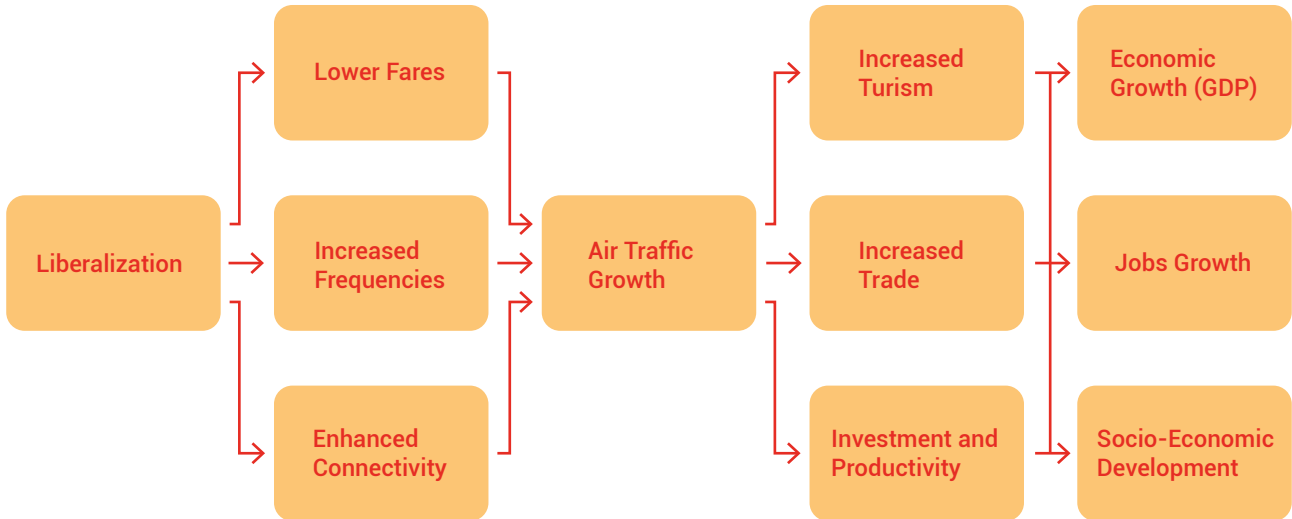 Liberalization
Lower Fares
Increased
Frequencies
Enhanced
Connectivity
Air Traffic
Growth
Increased
Turism
Increased
Trade
Investment and
Productivity
Economic
Growth (GDP)
Jobs Growth
Socio-Economic
Development